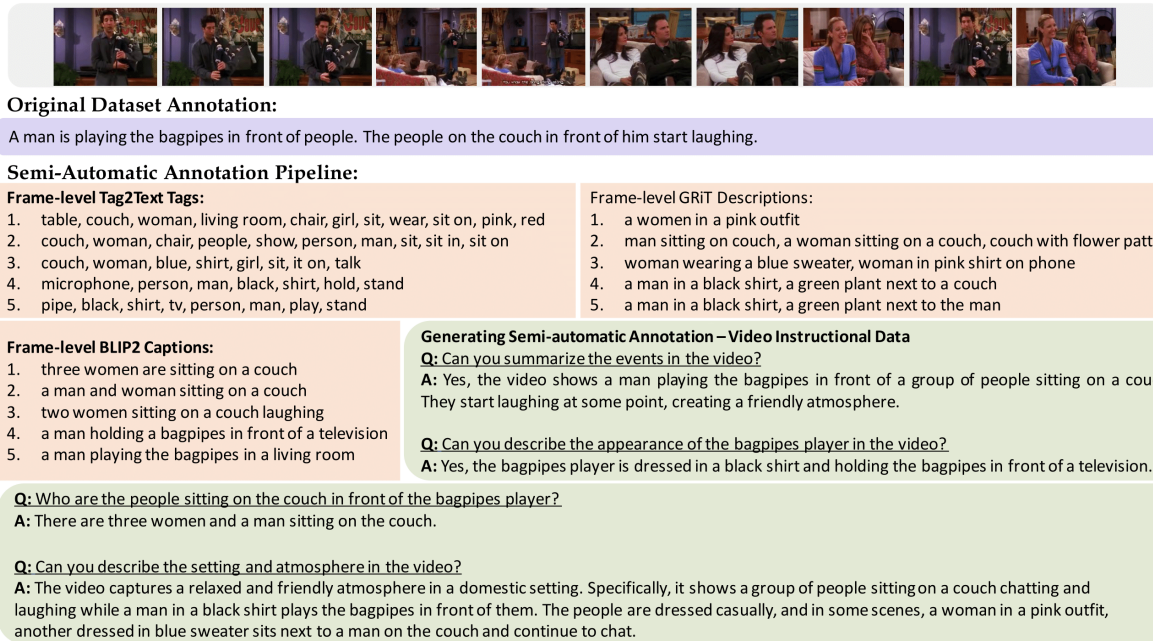 Original Dataset Annotation:
A man is playing the bagpipes in front of people. The people on the couch in front of him start laughing.
Semi-Automatic Annotation Pipeline:
Frame-level Tag2Text Tags:
1. table, couch, woman, living room, chair, girl, sit, wear, sit on, pink, red
2. couch, woman, chair, people, show, person, man, sit, sit in, sit on
3. couch, woman, blue, shirt, girl, sit, it on, talk
4. microphone, person, man, black, shirt, hold, stand
5. pipe, black, shirt, tv, person, man, play, stand
Frame-level GRiT Descriptions:
1. a women in a pink outfit
2. man sitting on couch, a woman sitting on a couch, couch with flower patt
3. woman wearing a blue sweater, woman in pink shirt on phone
4. a man in a black shirt, a green plant next to a couch
5. a man in a black shirt, a green plant next to the man
Frame-level BLIP2 Captions:
1. three women are sitting on a couch
2. a man and woman sitting on a couch
3. two women sitting on a couch laughing
4. a man holding a bagpipes in front of a television
5. a man playing the bagpipes in a living room
Generating Semi-automatic Annotation – Video Instructional Data
Q: Can you summarize the events in the video?
A: Yes, the video shows a man playing the bagpipes in front of a group of people sitting on a cou
They start laughing at some point, creating a friendly atmosphere.
Q: Can you describe the appearance of the bagpipes player in the video?
A: Yes, the bagpipes player is dressed in a black shirt and holding the bagpipes in front of a television.
Q: Who are the people sitting on the couch in front of the bagpipes player?
A: There are three women and a man sitting on the couch.
Q: Can you describe the setting and atmosphere in the video?
A: The video captures a relaxed and friendly atmosphere in a domestic setting. Specifically, it shows a group of people sitting on a couch chatting and
laughing while a man in a black shirt plays the bagpipes in front of them. The people are dressed casually, and in some scenes, a woman in a pink outfit,
another dressed in blue sweater sits next to a man on the couch and continue to chat.